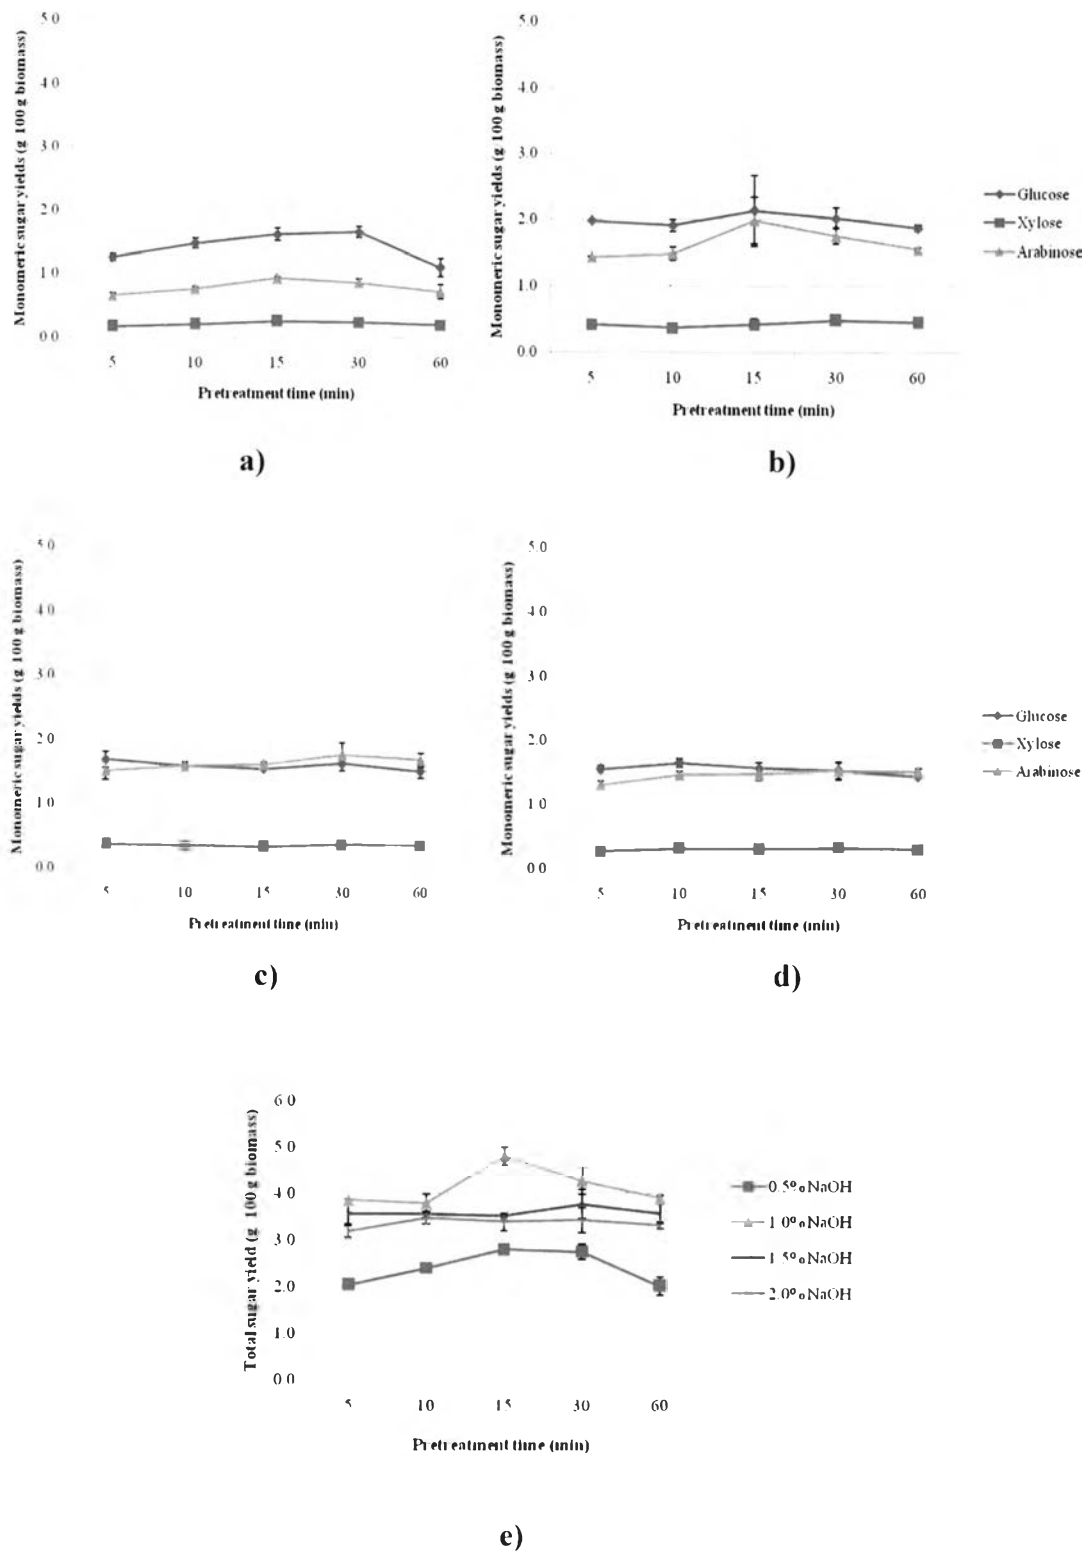 Monomeric sugar yields (g 100 g biomass)
5.0
4.0
3.0
2.0
1.0
0.0
5 10 15 30 60
Pretreatment time (min)
a)
Monomeric sugar yields (g 100 g biomass)
5.0
4.0
3.0
2.0
1.0
0.0
5 10 15 30 60
Pretreatment time (min)
b)
Glucose
Xylose
Arabinose
Monomeric sugar yields (g 100 g biomass)
5.0
4.0
3.0
2.0
1.0
0.0
5 10 15 30 60
Pretreatment time (min)
c)
Monomeric sugar yields (g 100 g biomass)
5.0
4.0
3.0
2.0
1.0
0.0
5 10 15 30 60
Pretreatment time (min)
d)
Glucose
Xylose
Arabinose
Total sugar yield (g 100 g biomass)
6.0
5.0
4.0
3.0
2.0
1.0
0.0
5 10 15 30 60
Pretreatment time (min)
0.5% NaOH
1.0% NaOH
1.5% NaOH
2.0% NaOH
e)